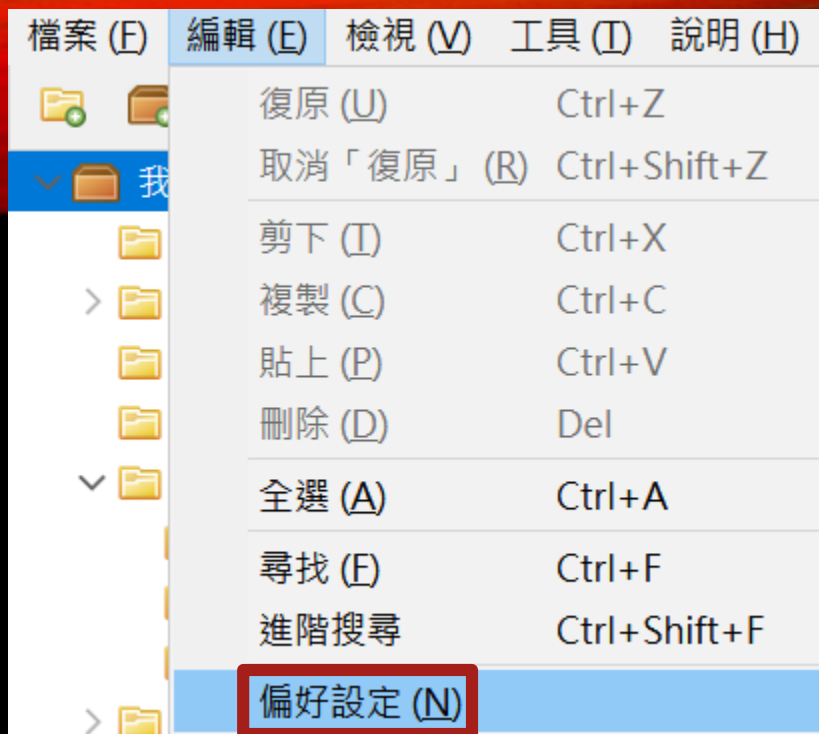 檔案 (F) 編輯 (E) 檢視 (V) 工具 (T) 說明 (H)
復原 (U) Ctrl+Z
取消「復原」 (R) Ctrl+Shift+Z
我
剪下 (T) Ctrl+X
複製 (C) Ctrl+C
貼上 (P) Ctrl+V
刪除 (D) Del
全選 (A) Ctrl+A
尋找 (F) Ctrl+F
進階搜尋 Ctrl+Shift+F
偏好設定 (N)